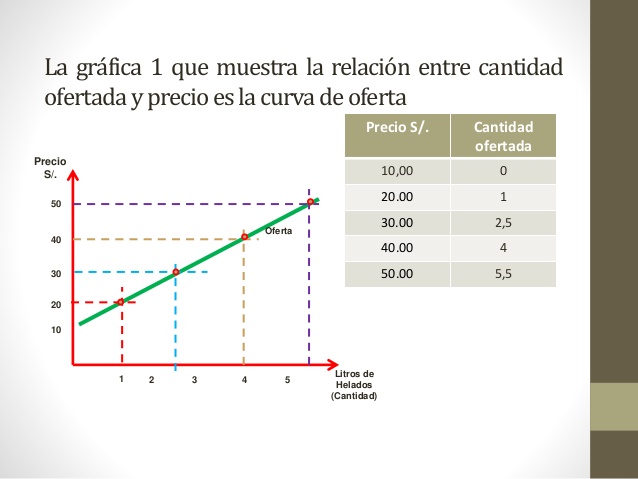 La gráfica 1 que muestra la relación entre cantidad
ofertada y precio es la curva de oferta
Precio S/. Cantidad
ofertada
10,00 0
20.00 1
30.00 2,5
40.00 4
50.00 5,5
Precio
S/.
50
40
30
20
10
Oferta
1 2 3 4 5
Litros de
Helados
(Cantidad)